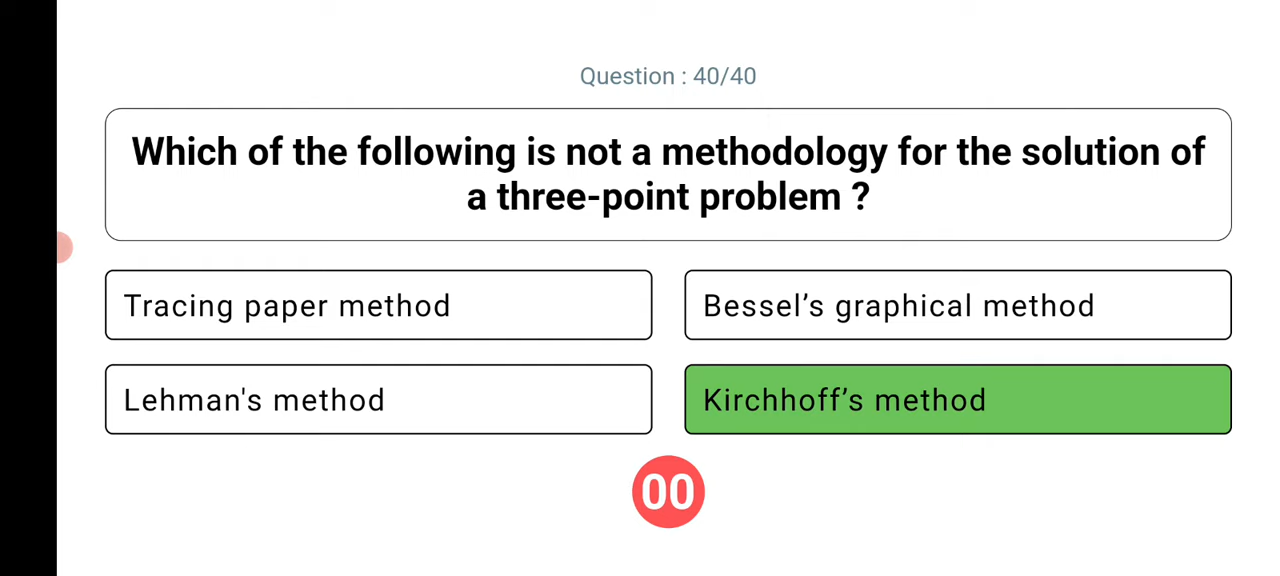 Question : 40/40
Which of the following is not a methodology for the solution of
a three-point problem ?
Tracing paper method
Bessel’s graphical method
Lehman's method
Kirchhoff’s method
00